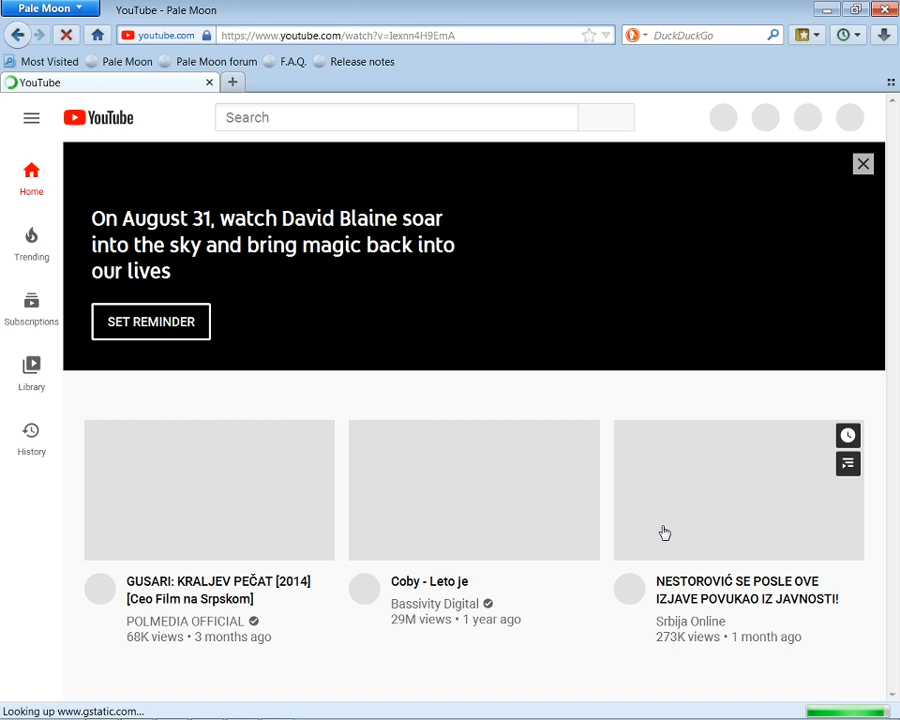 Pale Moon
YouTube - Pale Moon
youtube.com
https://www.youtube.com/watch?v=Iexnn4H9EmA
DuckDuckGo
Most Visited Pale Moon Pale Moon forum F.A.Q. Release notes
YouTube
YouTube
Search
Home
Trending
Subscriptions
Library
History
On August 31, watch David Blaine soar
into the sky and bring magic back into
our lives
SET REMINDER
GUSARI: KRALJEV PEČAT [2014]
[Ceo Film na Srpskom]
POLMEDIA OFFICIAL
68K views • 3 months ago
Coby - Leto je
Bassivity Digital
29M views • 1 year ago
NESTOROVIĆ SE POSLE OVE
IZJAVE POVUKAO IZ JAVNOSTI!
Srbija Online
273K views • 1 month ago
Looking up www.gstatic.com...